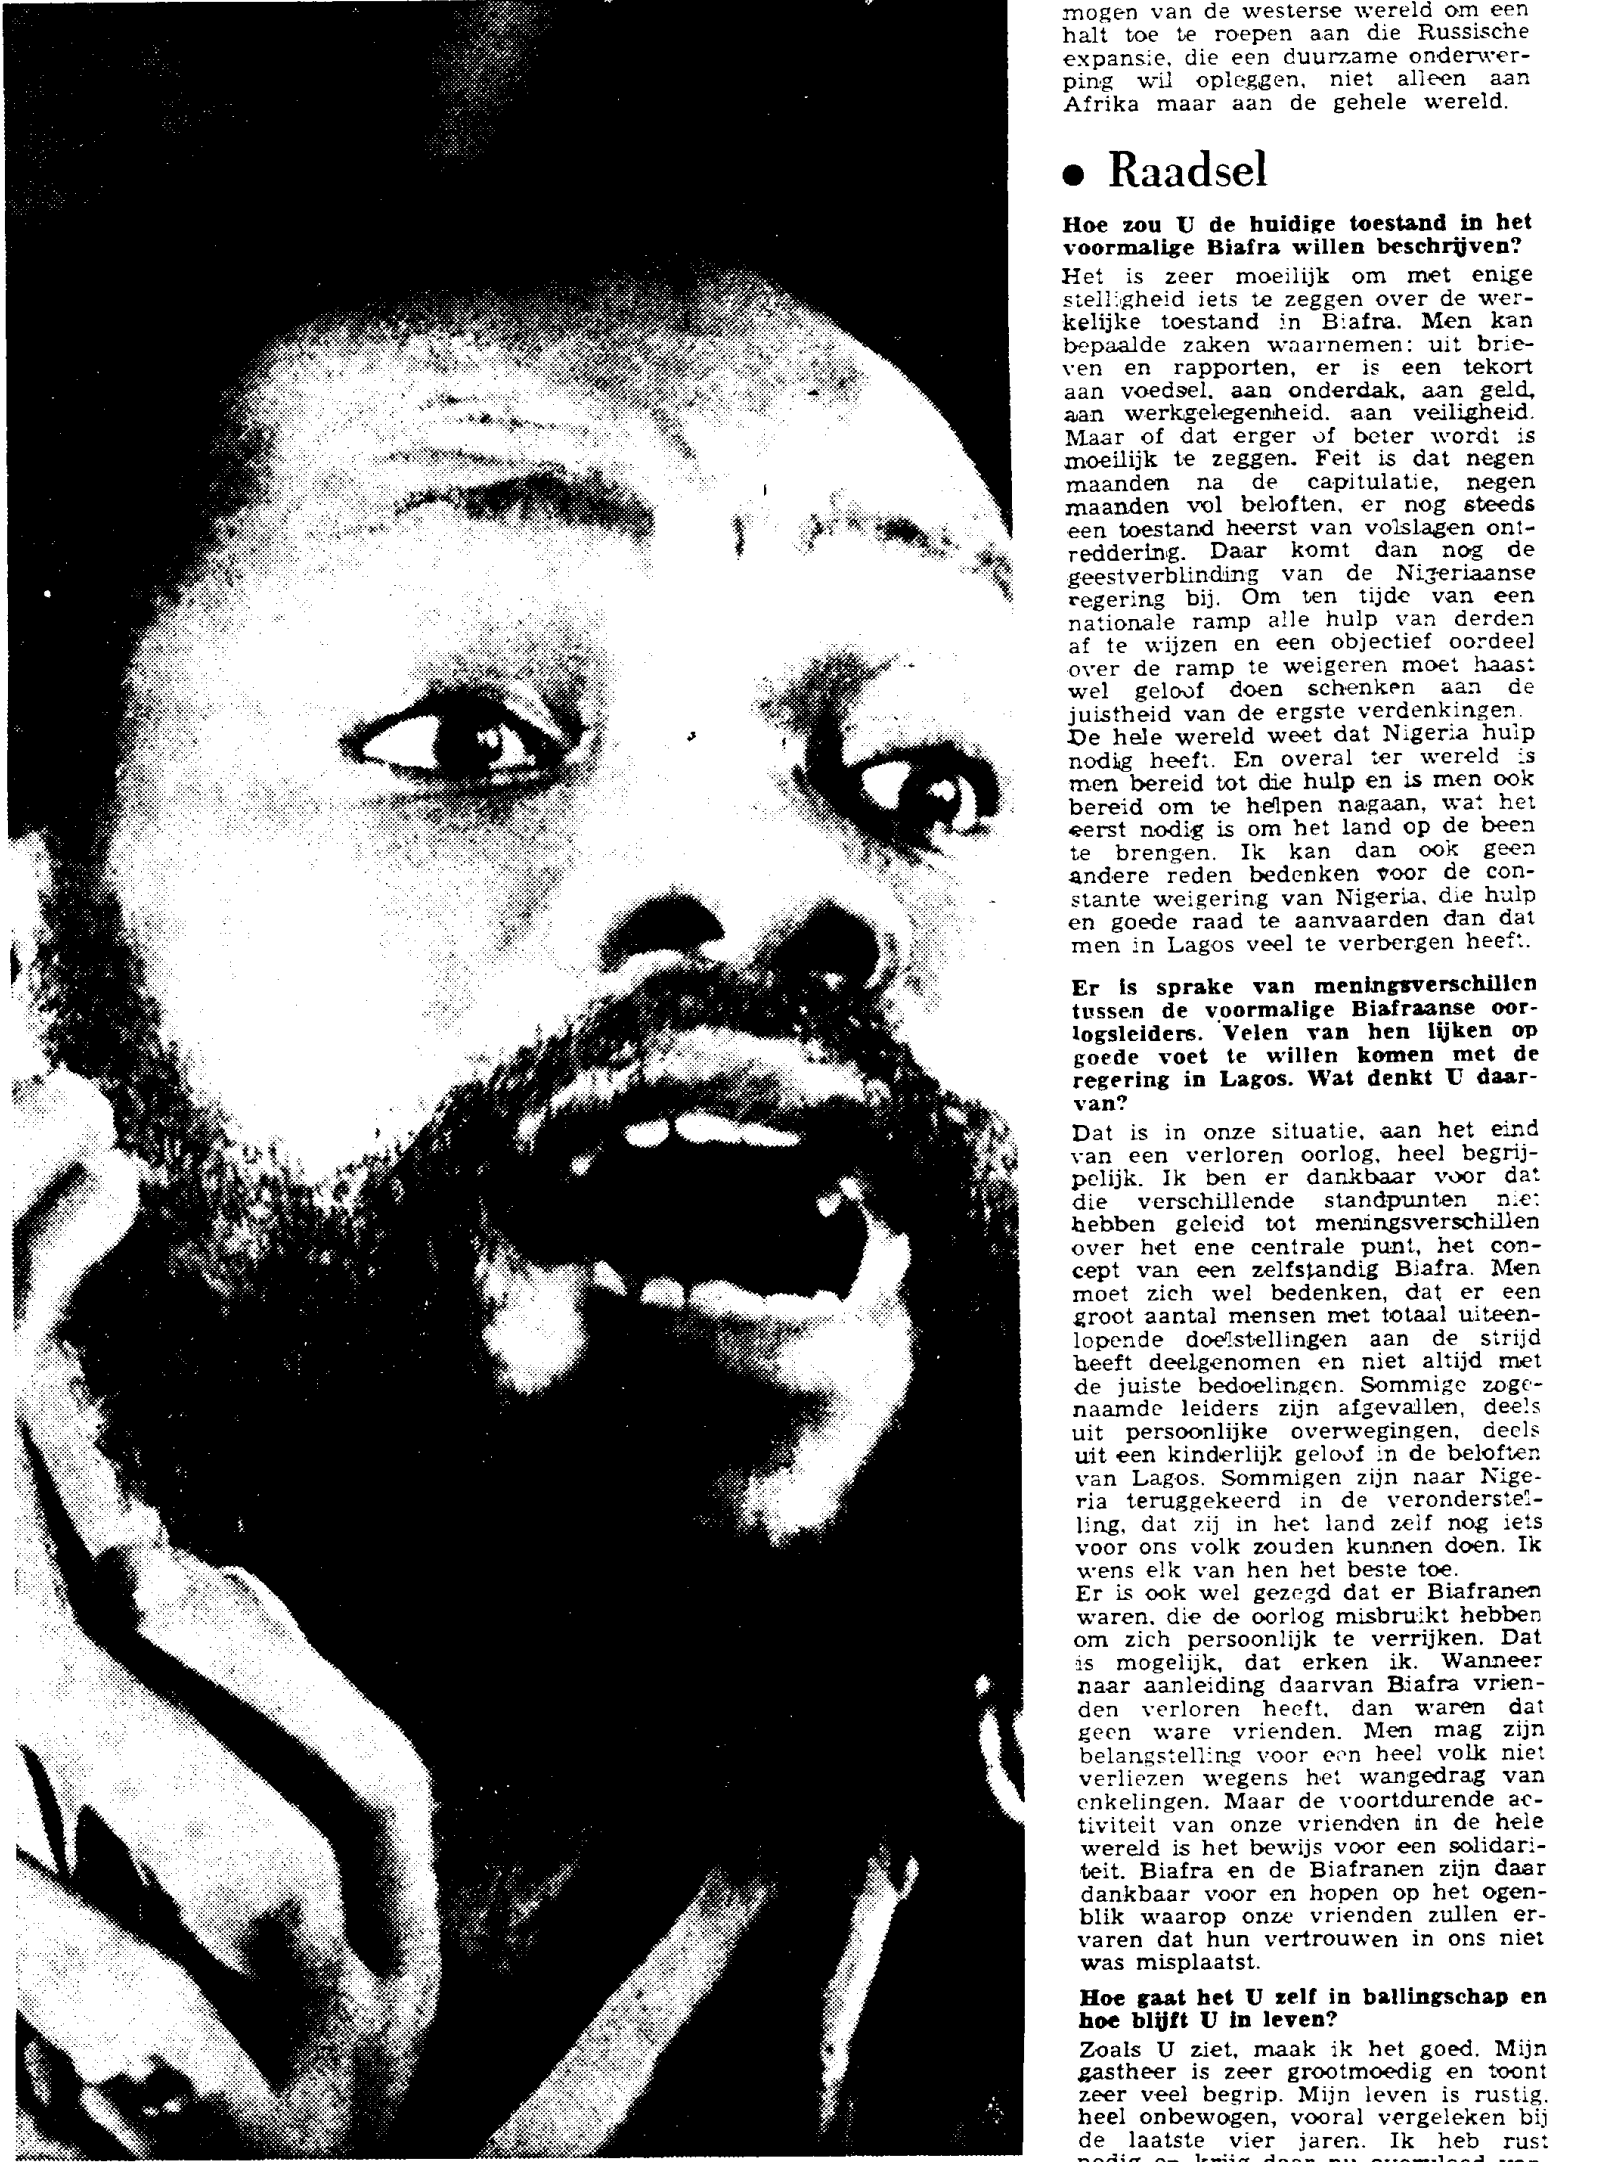 mogen van de westerse wereld om een
halt toe te roepen aan die Russische
expansie, die een duurzame onderwer-
ping wil opleggen, niet alleen aan
Afrika maar aan de gehele wereld.
● Raadsel
Hoe zou U de huidige toestand in het
voormalige Biafra willen beschrijven?
Het is zeer moeilijk om met enige
stelligheid iets te zeggen over de wer-
kelijke toestand in Biafra. Men kan
bepaalde zaken waarnemen: uit brie-
ven en rapporten, er is een tekort
aan voedsel, aan onderdak, aan geld,
aan werkgelegenheid, aan veiligheid.
Maar of dat erger of beter wordt is
moeilijk te zeggen. Feit is dat negen
maanden na de capitulatie, negen
maanden vol beloften, er nog steeds
een toestand heerst van volslagen ont-
reddering. Daar komt dan nog de
geestverblinding van de Nigeriaanse
regering bij. Om ten tijde van een
nationale ramp alle hulp van derden
af te wijzen en een objectief oordeel
over de ramp te weigeren moet haast
wel geloof doen schenken aan de
juistheid van de ergste verdenkingen.
De hele wereld weet dat Nigeria hulp
nodig heeft. En overal ter wereld is
men bereid tot die hulp en is men ook
bereid om te helpen nagaan, wat het
eerst nodig is om het land op de been
te brengen. Ik kan dan ook geen
andere reden bedenken voor de con-
stante weigering van Nigeria, die hulp
en goede raad te aanvaarden dan dat
men in Lagos veel te verbergen heeft.
Er is sprake van meningsverschillen
tussen de voormalige Biafraanse oor-
logsleiders. Velen van hen lijken op
goede voet te willen komen met de
regering in Lagos. Wat denkt U daar-
van?
Dat is in onze situatie, aan het eind
van een verloren oorlog, heel begrij-
pelijk. Ik ben er dankbaar voor dat
die verschillende standpunten niet
hebben geleid tot meningsverschillen
over het ene centrale punt, het con-
cept van een zelfstandig Biafra. Men
moet zich wel bedenken, dat er een
groot aantal mensen met totaal uiteen-
lopende doelstellingen aan de strijd
heeft deelgenomen en niet altijd met
de juiste bedoelingen. Sommige zoge-
naamde leiders zijn afgevallen, deels
uit persoonlijke overwegingen, deels
uit een kinderlijk geloof in de beloften
van Lagos. Sommigen zijn naar Nige-
ria teruggekeerd in de veronderstel-
ling, dat zij in het land zelf nog iets
voor ons volk zouden kunnen doen. Ik
wens elk van hen het beste toe.
Er is ook wel gezegd dat er Biafranen
waren, die de oorlog misbruikt hebben
om zich persoonlijk te verrijken. Dat
is mogelijk, dat erken ik. Wanneer
naar aanleiding daarvan Biafra vrien-
den verloren heeft, dan waren dat
geen ware vrienden. Men mag zijn
belangstelling voor een heel volk niet
verliezen wegens het wangedrag van
enkelingen. Maar de voortdurende ac-
tiviteit van onze vrienden in de hele
wereld is het bewijs voor een solidari-
teit. Biafra en de Biafranen zijn daar
dankbaar voor en hopen op het ogen-
blik waarop onze vrienden zullen er-
varen dat hun vertrouwen in ons niet
was misplaatst.
Hoe gaat het U zelf in ballingschap en
hoe blijft U in leven?
Zoals U ziet, maak ik het goed. Mijn
gastheer is zeer grootmoedig en toont
zeer veel begrip. Mijn leven is rustig,
heel onbewogen, vooral vergeleken bij
de laatste vier jaren. Ik heb rust